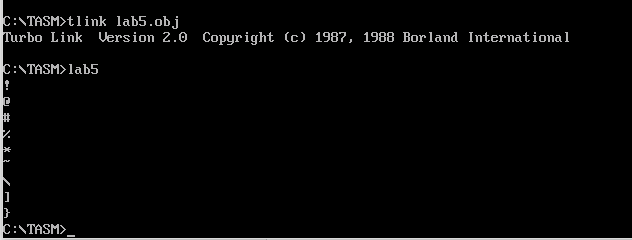 C:\TASM>tlink lab5.obj
Turbo Link  Version 2.0  Copyright (c) 1987, 1988 Borland International
C:\TASM>lab5
!
@
#
%
*
~
\
]
}
C:\TASM>_